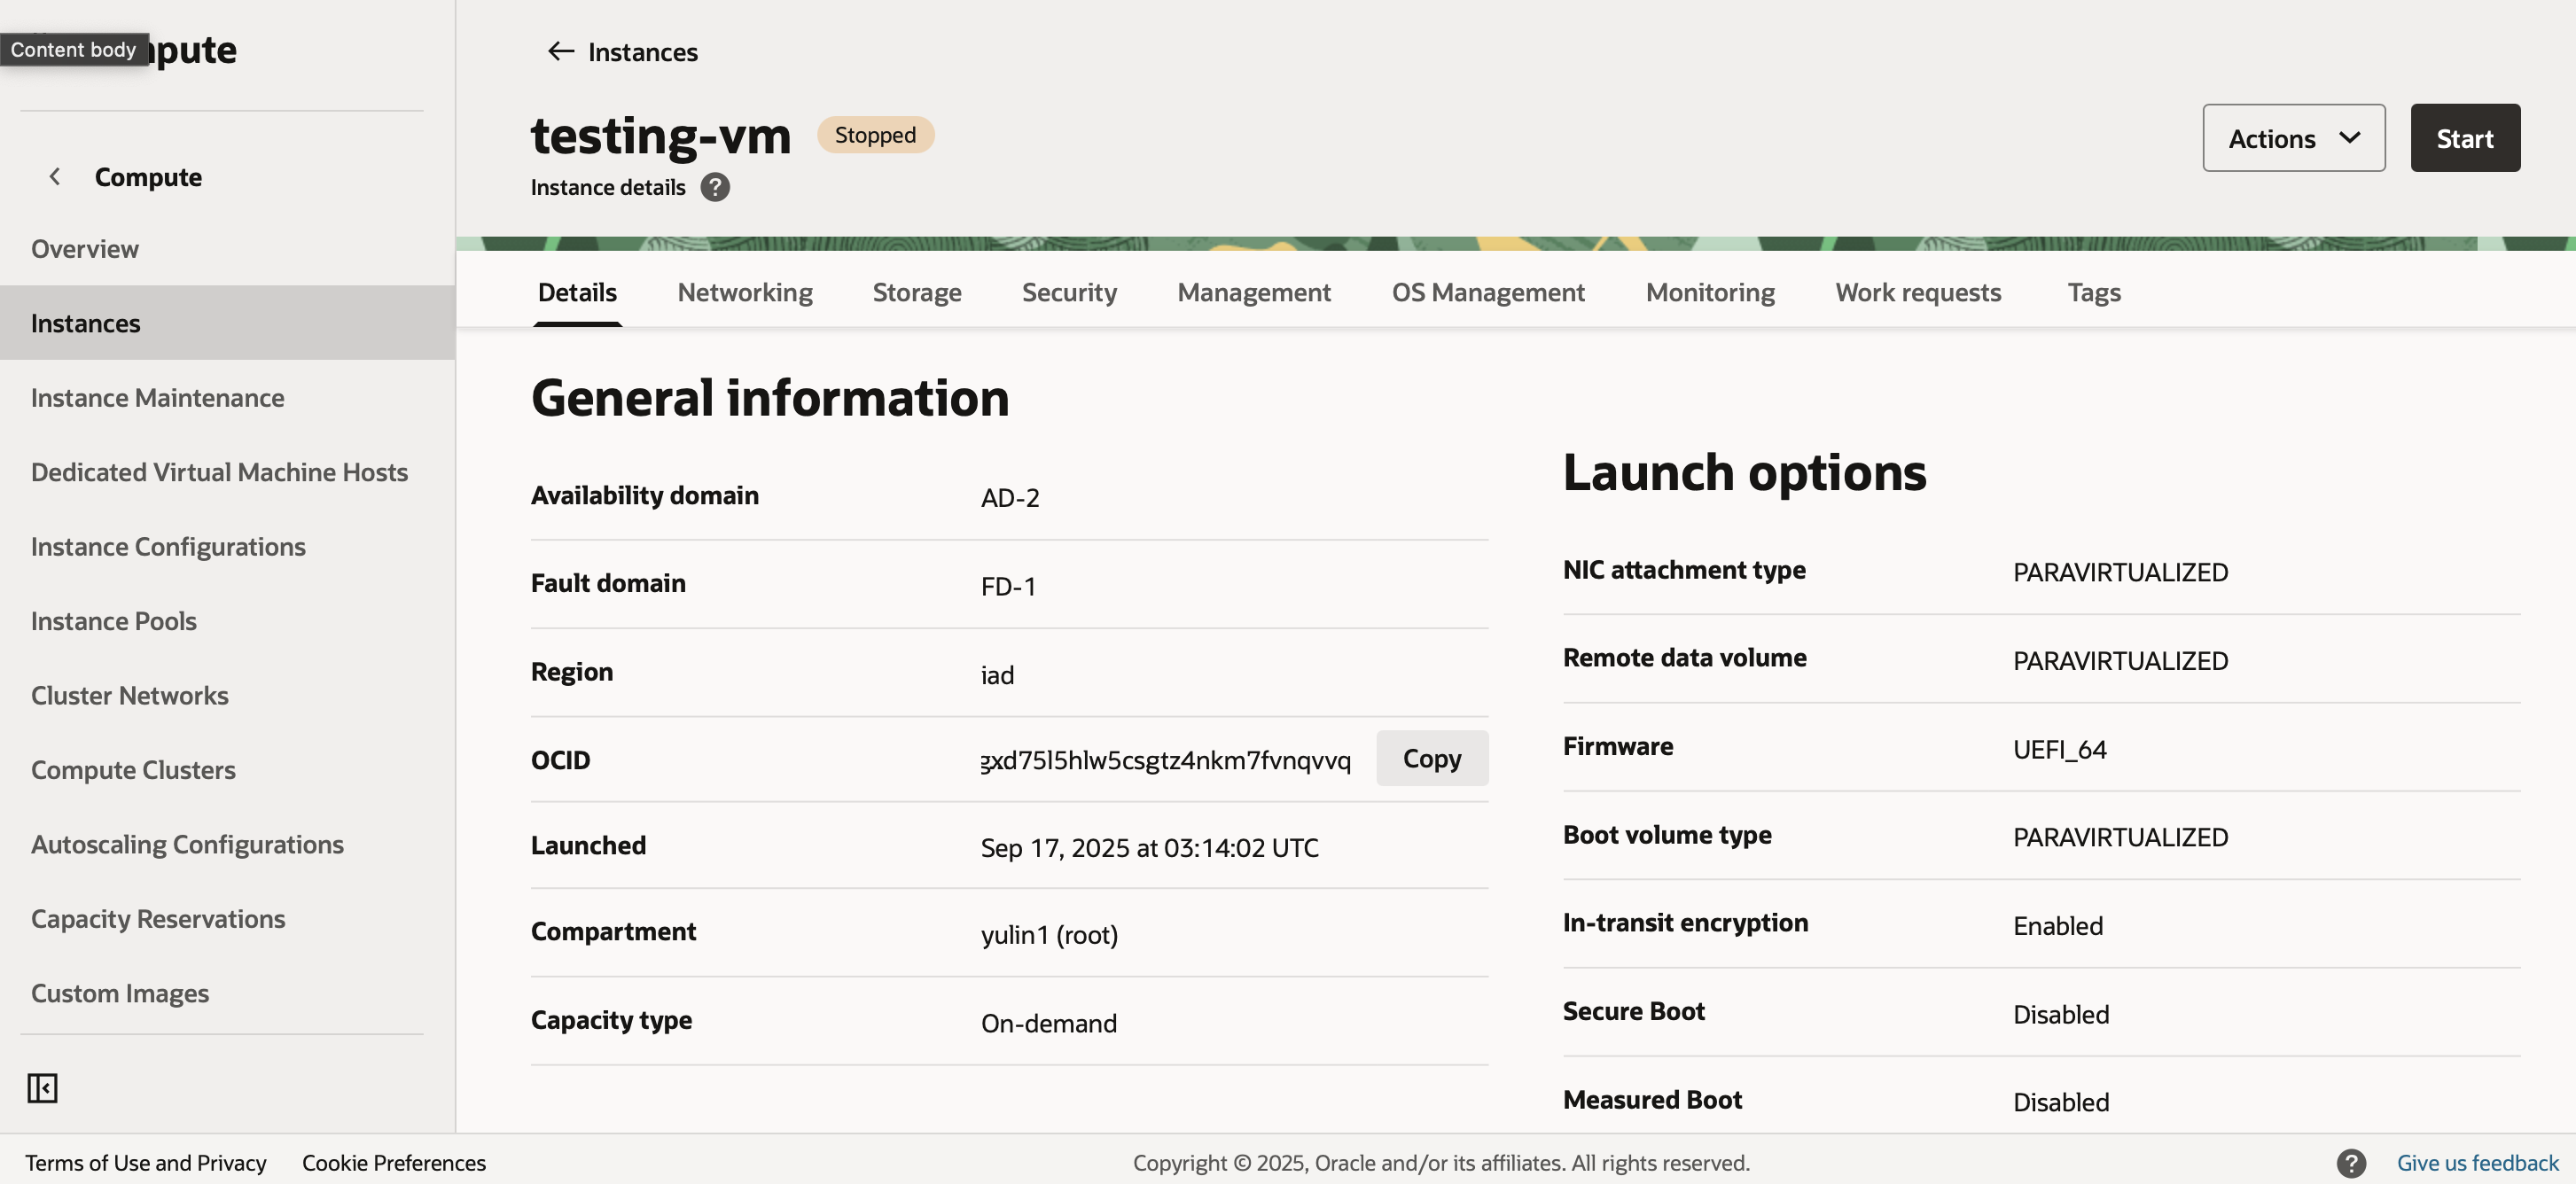 Content body
pute
Compute
Overview
Instances
Instance Maintenance
Dedicated Virtual Machine Hosts
Instance Configurations
Instance Pools
Cluster Networks
Compute Clusters
Autoscaling Configurations
Capacity Reservations
Custom Images
Instances
testing-vm Stopped
Instance details
Actions Start
Details Networking Storage Security Management OS Management Monitoring Work requests Tags
General information
Availability domain AD-2
Fault domain FD-1
Region iad
OCID gxd75l5hlw5csgtz4nkm7fvnqvvq Copy
Launched Sep 17, 2025 at 03:14:02 UTC
Compartment yulin1 (root)
Capacity type On-demand
Launch options
NIC attachment type PARAVIRTUALIZED
Remote data volume PARAVIRTUALIZED
Firmware UEFI_64
Boot volume type PARAVIRTUALIZED
In-transit encryption Enabled
Secure Boot Disabled
Measured Boot Disabled
Terms of Use and Privacy Cookie Preferences Copyright © 2025, Oracle and/or its affiliates. All rights reserved. Give us feedback